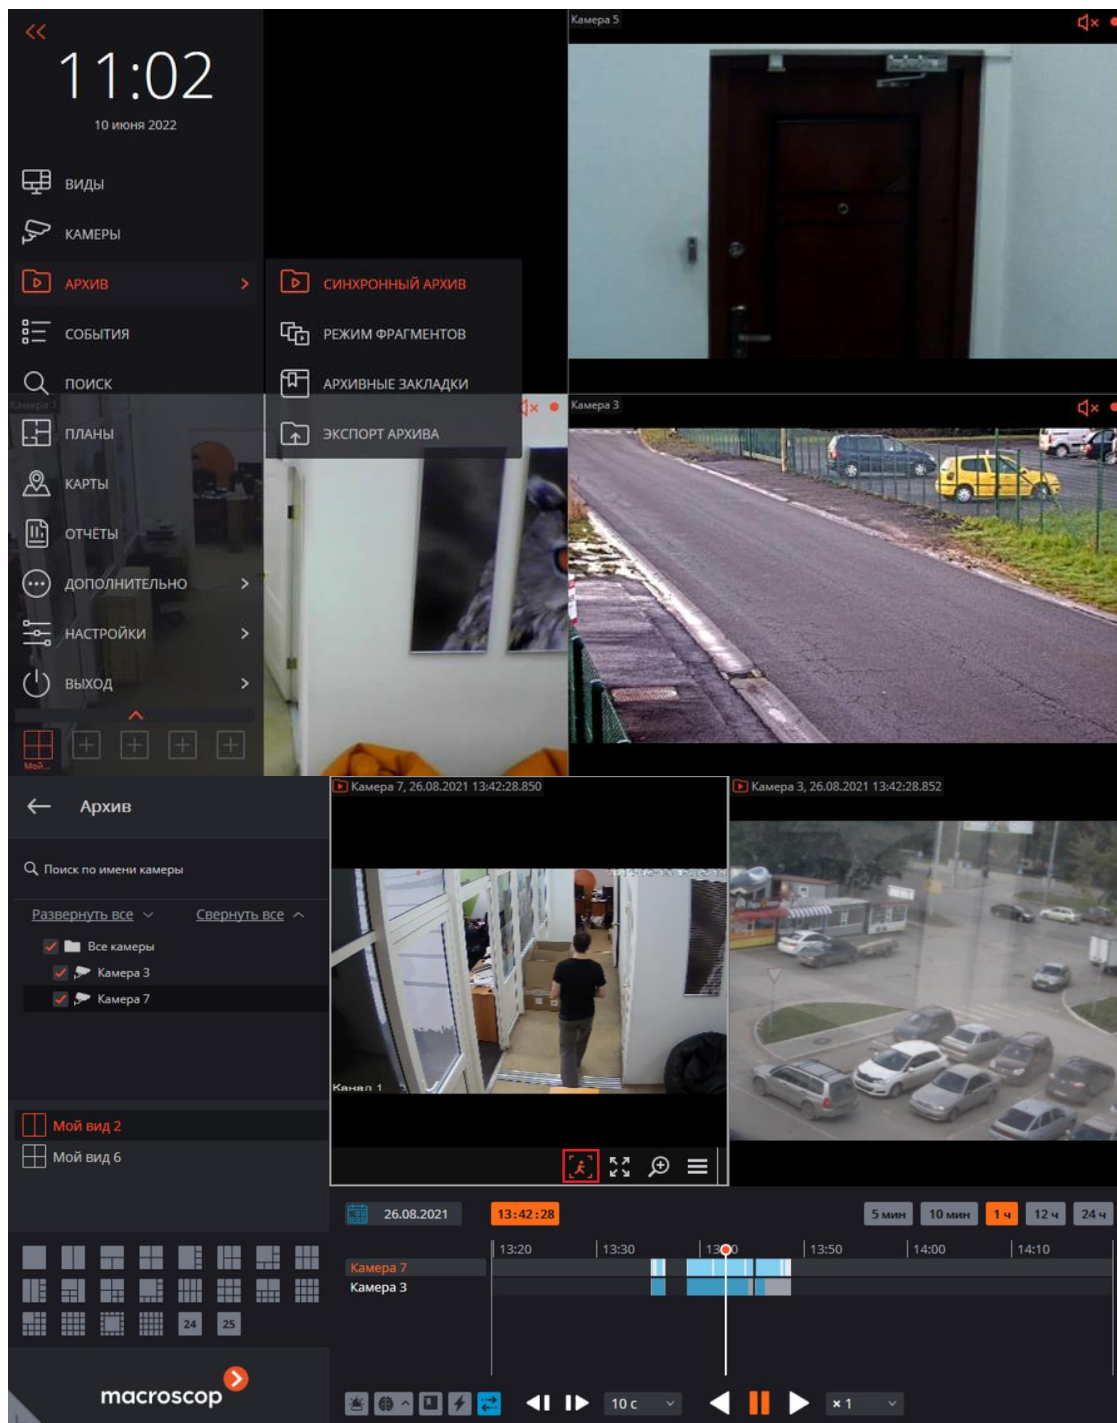 Камера 5
11:02
10 июня 2022
ВИДЫ
КАМЕРЫ
АРХИВ
СИНХРОННЫЙ АРХИВ
СОБЫТИЯ
РЕЖИМ ФРАГМЕНТОВ
ПОИСК
АРХИВНЫЕ ЗАКЛАДКИ
Камера 1
Камера 3
ПЛАНЫ
ЭКСПОРТ АРХИВА
КАРТЫ
ОТЧЁТЫ
ДОПОЛНИТЕЛЬНО
НАСТРОЙКИ
ВЫХОД
Мой...
Архив
Камера 7, 26.08.2021 13:42:28.850
Камера 3, 26.08.2021 13:42:28.852
Поиск по имени камеры
Развернуть все
Свернуть все
Все камеры
Камера 3
Камера 7
Канал 1
Мой вид 2
Мой вид 6
26.08.2021
13:42:28
5 мин
10 мин
1 ч
12 ч
24 ч
13:20
13:30
13:50
14:00
14:10
Камера 7
Камера 3
24
25
macroscop
10 с
× 1